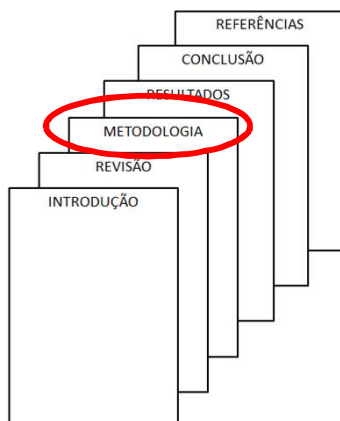 REFERÊNCIAS
CONCLUSÃO
RESULTADOS
METODOLOGIA
REVISÃO
INTRODUÇÃO